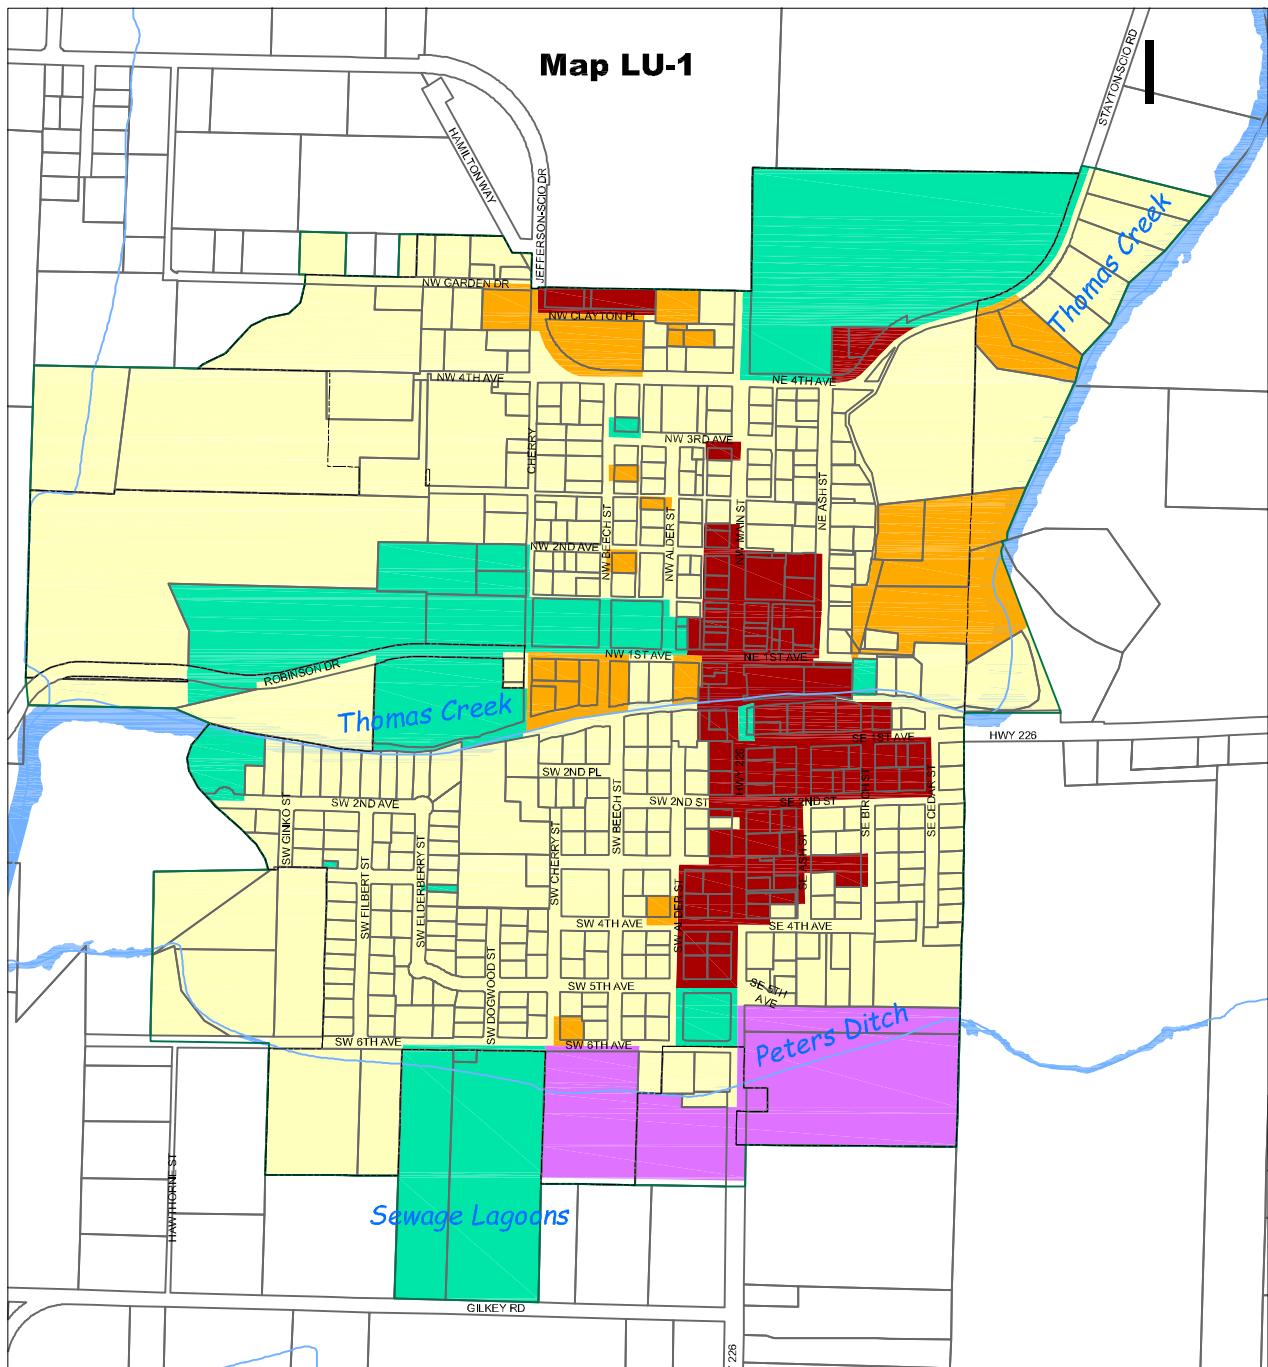 Map LU-1
STAYTON-SCIO RD
HAMILTON WAY
JEFFERSON-SCIO DR
Thomas Creek
NW GARDEN DR
NW CLAYTON PL
NW 4TH AVE
NE 4TH AVE
CHERRY
NW 3RD AVE
NE ASH ST
NW BEECH ST
NW ALDER ST
NW MAIN ST
NW 2ND AVE
NW 1ST AVE
NE 1ST AVE
ROBINSON DR
Thomas Creek
HWY 226
SE 1ST AVE
HWY 226
SW 2ND PL
SW 2ND AVE
SW 2ND ST
SE 2ND ST
SW GINKO ST
SW BEECH ST
SE BIRCH ST
SE CEDAR ST
SW FILBERT ST
SW ELDERBERRY ST
SW CHERRY ST
SE ASH ST
SW ALDER ST
SW 4TH AVE
SE 4TH AVE
SW DOGWOOD ST
SW 5TH AVE
SE 5TH
AVE
Peters Ditch
SW 6TH AVE
SW 6TH AVE
HAWTHORNE ST
Sewage Lagoons
GILKEY RD
226